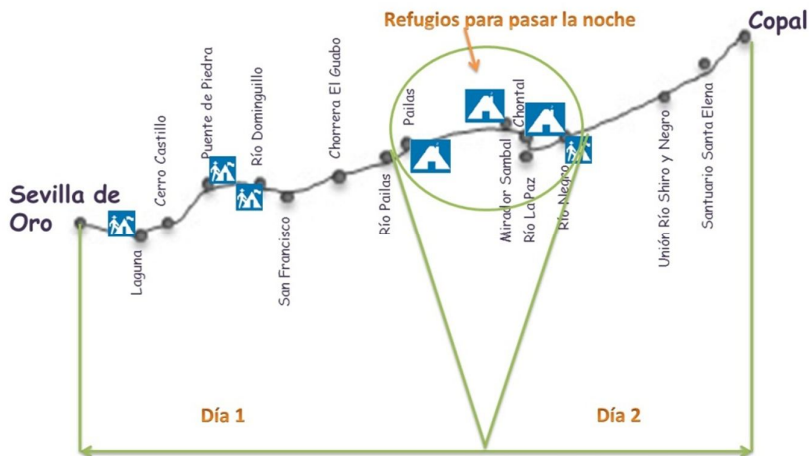 Refugios para pasar la noche
Copal
Sevilla de
Oro
Laguna
Cerro Castillo
Puente de Piedra
Río Dominguillo
San Francisco
Chorrera El Guabo
Río Pailas
Pailas
Mirador Sambal
Chontal
Río La Paz
Río Negro
Unión Río Shiro y Negro
Santuario Santa Elena
Día 1
Día 2